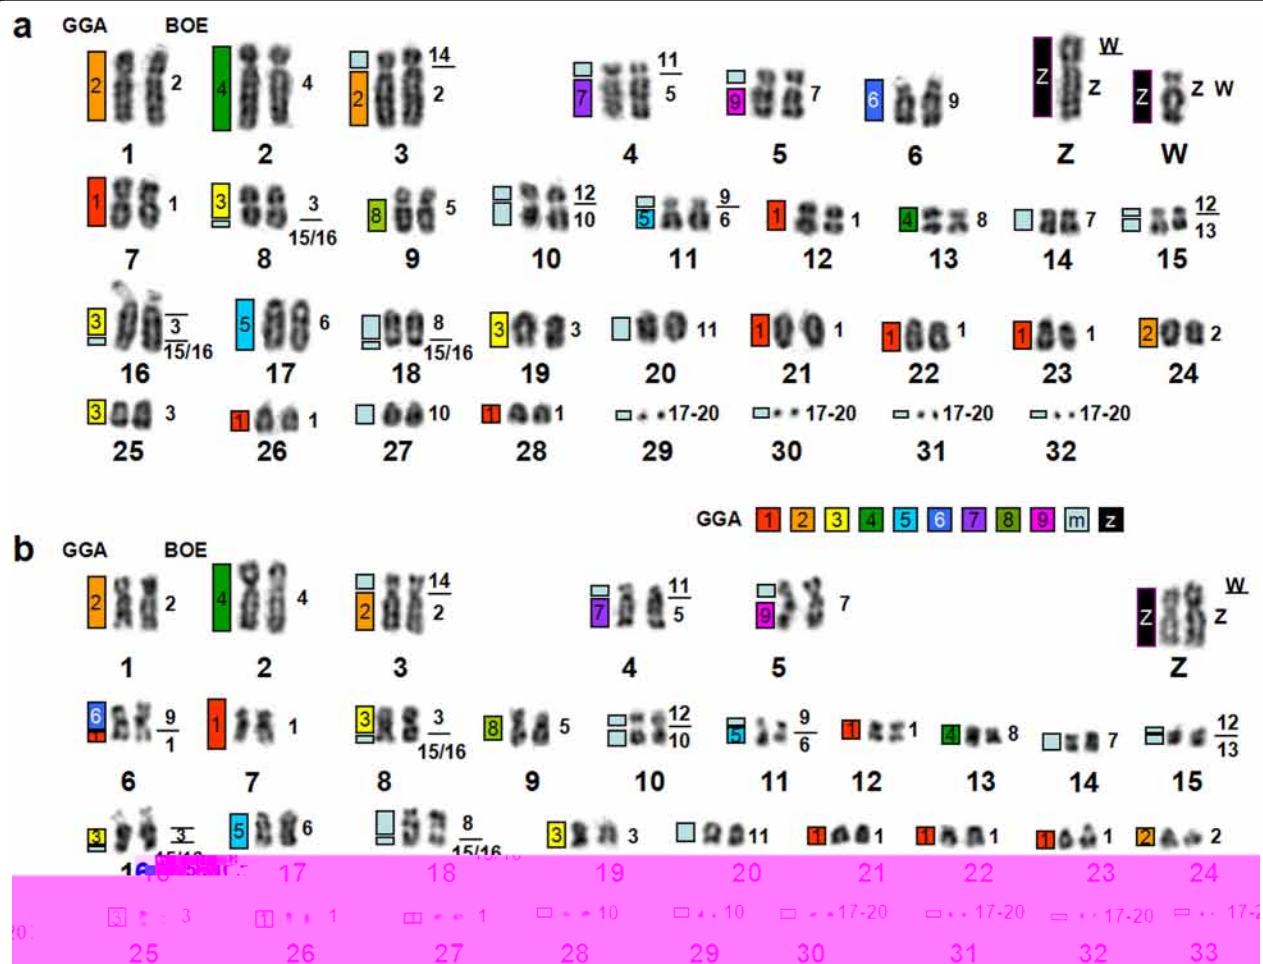 a GGA BOE
2 2 4 4 2 14 2 7 11 5 9 7 6 9 Z W Z Z Z W
1 2 3 4 5 6 Z W
1 1 3 3 15/16 8 5 12 10 5 9 6 1 1 4 8 7 12 13
7 8 9 10 11 12 13 14 15
3 3 15/16 5 6 8 15/16 3 3 11 1 1 1 1 1 1 2 2
16 17 18 19 20 21 22 23 24
3 3 1 1 10 1 1 17-20 17-20 17-20 17-20
25 26 27 28 29 30 31 32
GGA 1 2 3 4 5 6 7 8 9 m z
b GGA BOE
2 2 4 4 2 14 2 7 11 5 9 7 Z W Z
1 2 3 4 5 Z
6 1 9 1 1 1 3 3 15/16 8 5 12 10 5 9 6 1 1 4 8 7 12 13
6 7 8 9 10 11 12 13 14 15
3 3 5 6 8 15/16 3 3 11 1 1 1 1 1 1 2 2
16 17 18 19 20 21 22 23 24
3 3 1 1 1 10 10 17-20 17-20 17-20
25 26 27 28 29 30 31 32 33